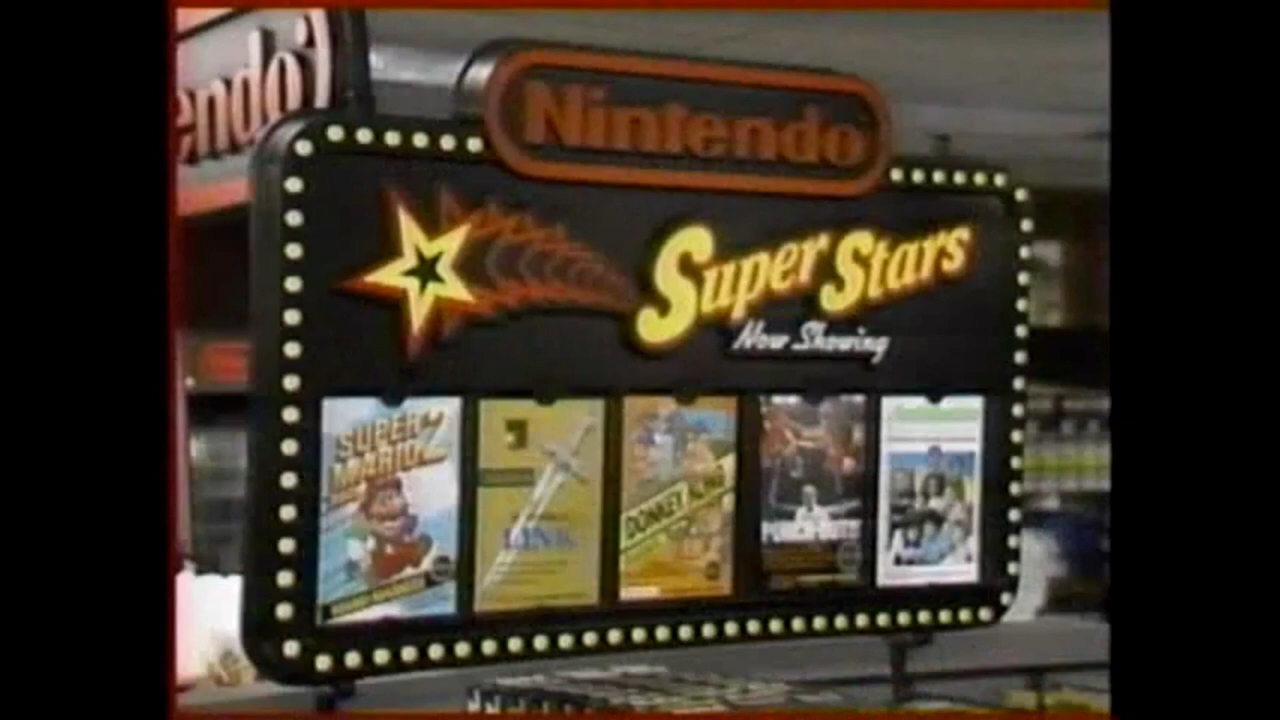 endo
Nintendo
Super Stars
Now Showing
SUPER
MARIO 2
LINK
DONKEY KONG
PUNCH-OUT!!